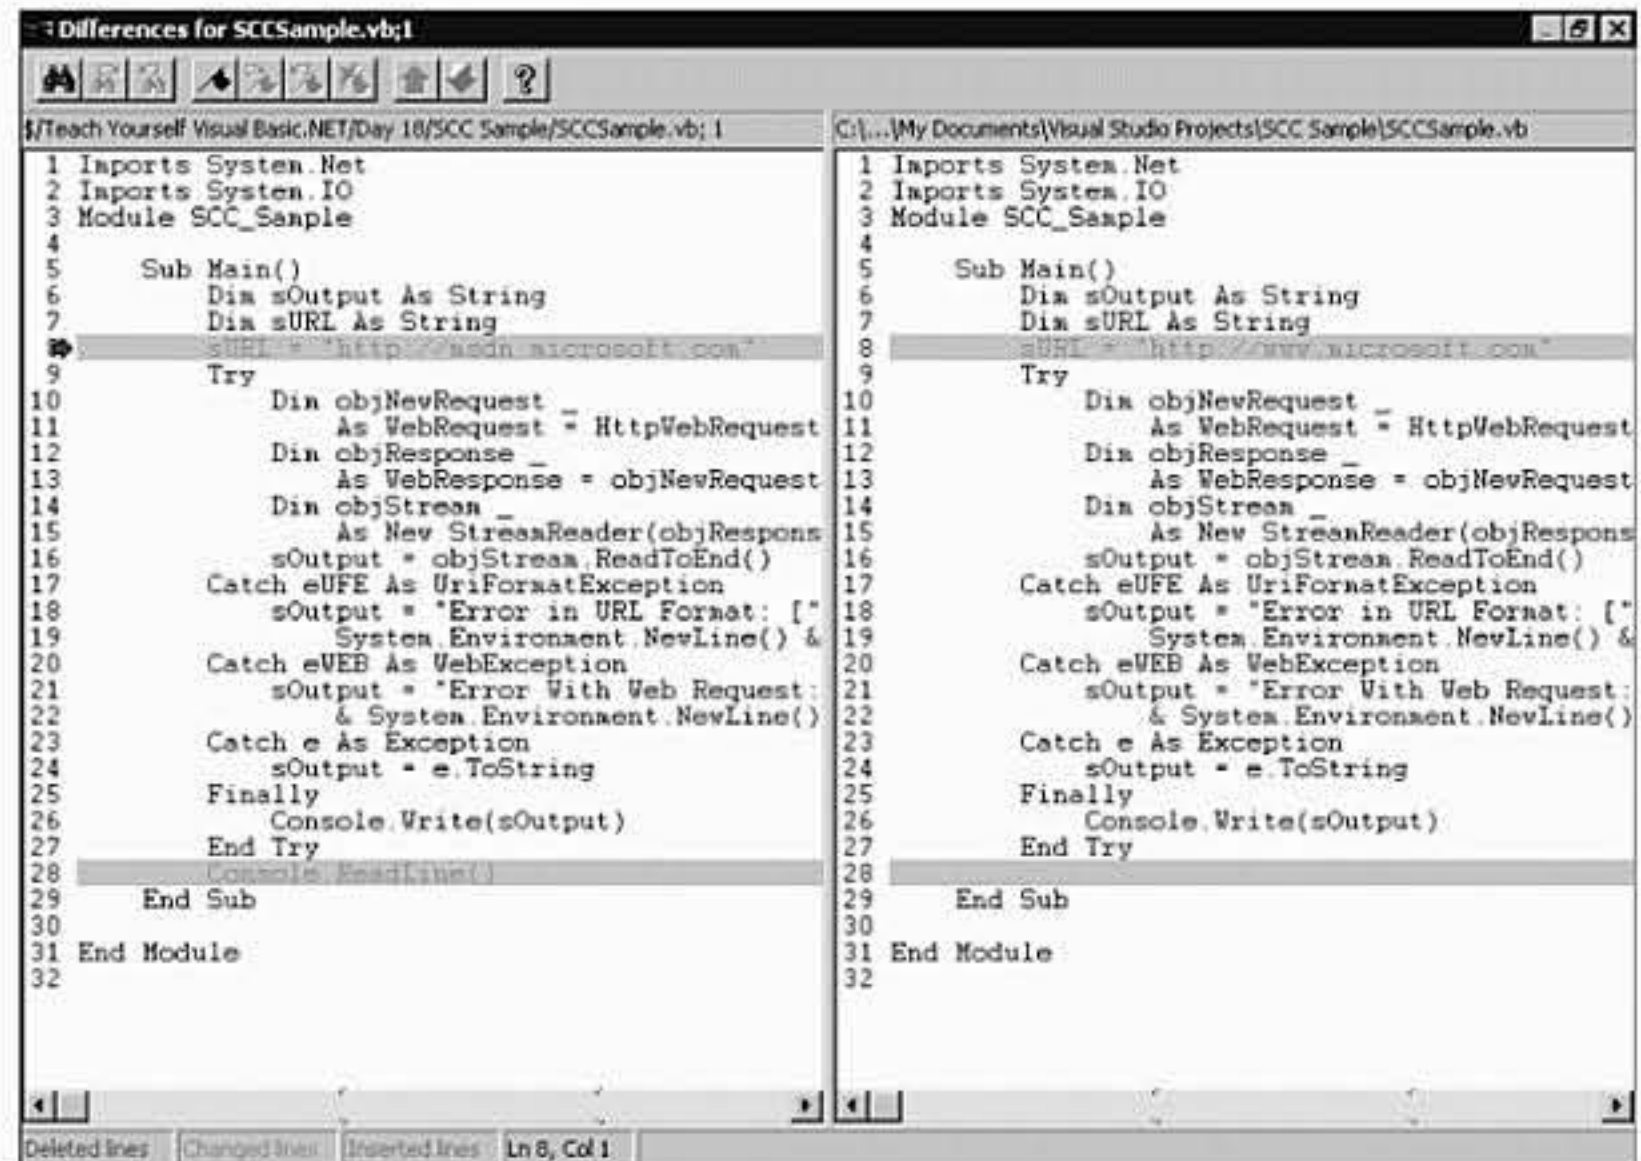 Differences for SCCSample.vb;1
$/Teach Yourself Visual Basic.NET/Day 18/SCC Sample/SCCSample.vb; 1
1 Imports System.Net
2 Imports System.IO
3 Module SCC_Sample
4
5 Sub Main()
6 Dim sOutput As String
7 Dim sURL As String
sURL = "http://msdn.microsoft.com"
9 Try
10 Dim objNewRequest _
11 As WebRequest = HttpWebRequest
12 Dim objResponse _
13 As WebResponse = objNewRequest
14 Dim objStream _
15 As New StreamReader(objRespons
16 sOutput = objStream.ReadToEnd()
17 Catch eUFE As UriFormatException
18 sOutput = "Error in URL Format: ["
19 System.Environment.NewLine() &
20 Catch eWEB As WebException
21 sOutput = "Error With Web Request:
22 & System.Environment.NewLine()
23 Catch e As Exception
24 sOutput = e.ToString
25 Finally
26 Console.Write(sOutput)
27 End Try
28 Console.ReadLine()
29 End Sub
30
31 End Module
32
C:\...\My Documents\Visual Studio Projects\SCC Sample\SCCSample.vb
1 Imports System.Net
2 Imports System.IO
3 Module SCC_Sample
4
5 Sub Main()
6 Dim sOutput As String
7 Dim sURL As String
8 sURL = "http://www.microsoft.com"
9 Try
10 Dim objNewRequest _
11 As WebRequest = HttpWebRequest
12 Dim objResponse _
13 As WebResponse = objNewRequest
14 Dim objStream _
15 As New StreamReader(objRespons
16 sOutput = objStream.ReadToEnd()
17 Catch eUFE As UriFormatException
18 sOutput = "Error in URL Format: ["
19 System.Environment.NewLine() &
20 Catch eWEB As WebException
21 sOutput = "Error With Web Request:
22 & System.Environment.NewLine()
23 Catch e As Exception
24 sOutput = e.ToString
25 Finally
26 Console.Write(sOutput)
27 End Try
28
29 End Sub
30
31 End Module
32
Deleted lines Changed lines Inserted lines Ln 8, Col 1